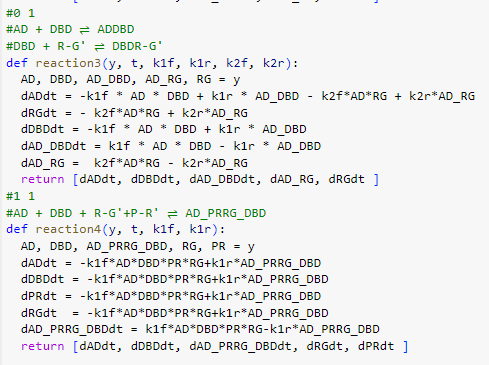 #0 1
#AD + DBD ⇌ ADDBD
#DBD + R-G' ⇌ DBDR-G'
def reaction3(y, t, k1f, k1r, k2f, k2r):
  AD, DBD, AD_DBD, AD_RG, RG = y
  dADdt = -k1f * AD * DBD + k1r * AD_DBD - k2f*AD*RG + k2r*AD_RG
  dRGdt = - k2f*AD*RG + k2r*AD_RG
  dDBDdt = -k1f * AD * DBD + k1r * AD_DBD
  dAD_DBDdt = k1f * AD * DBD - k1r * AD_DBD
  dAD_RG =  k2f*AD*RG - k2r*AD_RG
  return [dADdt, dDBDdt, dAD_DBDdt, dAD_RG, dRGdt ]
#1 1
#AD + DBD + R-G'+P-R' ⇌ AD_PRRG_DBD
def reaction4(y, t, k1f, k1r):
  AD, DBD, AD_PRRG_DBD, RG, PR = y
  dADdt = -k1f*AD*DBD*PR*RG+k1r*AD_PRRG_DBD
  dDBDdt = -k1f*AD*DBD*PR*RG+k1r*AD_PRRG_DBD
  dPRdt = -k1f*AD*DBD*PR*RG+k1r*AD_PRRG_DBD
  dRGdt  = -k1f*AD*DBD*PR*RG+k1r*AD_PRRG_DBD
  dAD_PRRG_DBDdt = k1f*AD*DBD*PR*RG-k1r*AD_PRRG_DBD
  return [dADdt, dDBDdt, dAD_PRRG_DBDdt, dRGdt, dPRdt ]